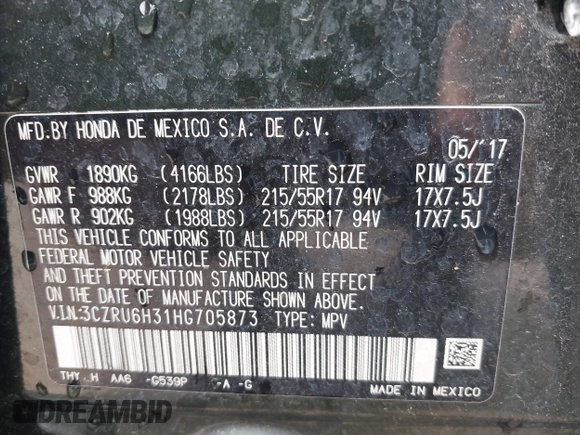 MFD.BY HONDA DE MEXICO S.A. DE C.V.
05/'17
GVWR 1890KG (4166LBS) TIRE SIZE RIM SIZE
GAWR F 988KG (2178LBS) 215/55R17 94V 17X7.5J
GAWR R 902KG (1988LBS) 215/55R17 94V 17X7.5J
THIS VEHICLE CONFORMS TO ALL APPLICABLE
FEDERAL MOTOR VEHICLE SAFETY
AND THEFT PREVENTION STANDARDS IN EFFECT
ON THE DATE OF MANUFACTURE SHOWN ABOVE.
V.I.N:3CZRU6H31HG705873 TYPE: MPV
THY H AA6 -G539P -A -G
MADE IN MEXICO
DREAMBID